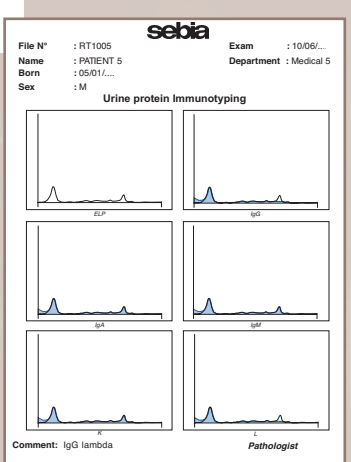 sebia
File N° : RT1005 Exam : 10/06/....
Name : PATIENT 5 Department : Medical 5
Born : 05/01/....
Sex : M
Urine protein Immunotyping
ELP IgG
IgA IgM
K L
Comment: IgG lambda Pathologist